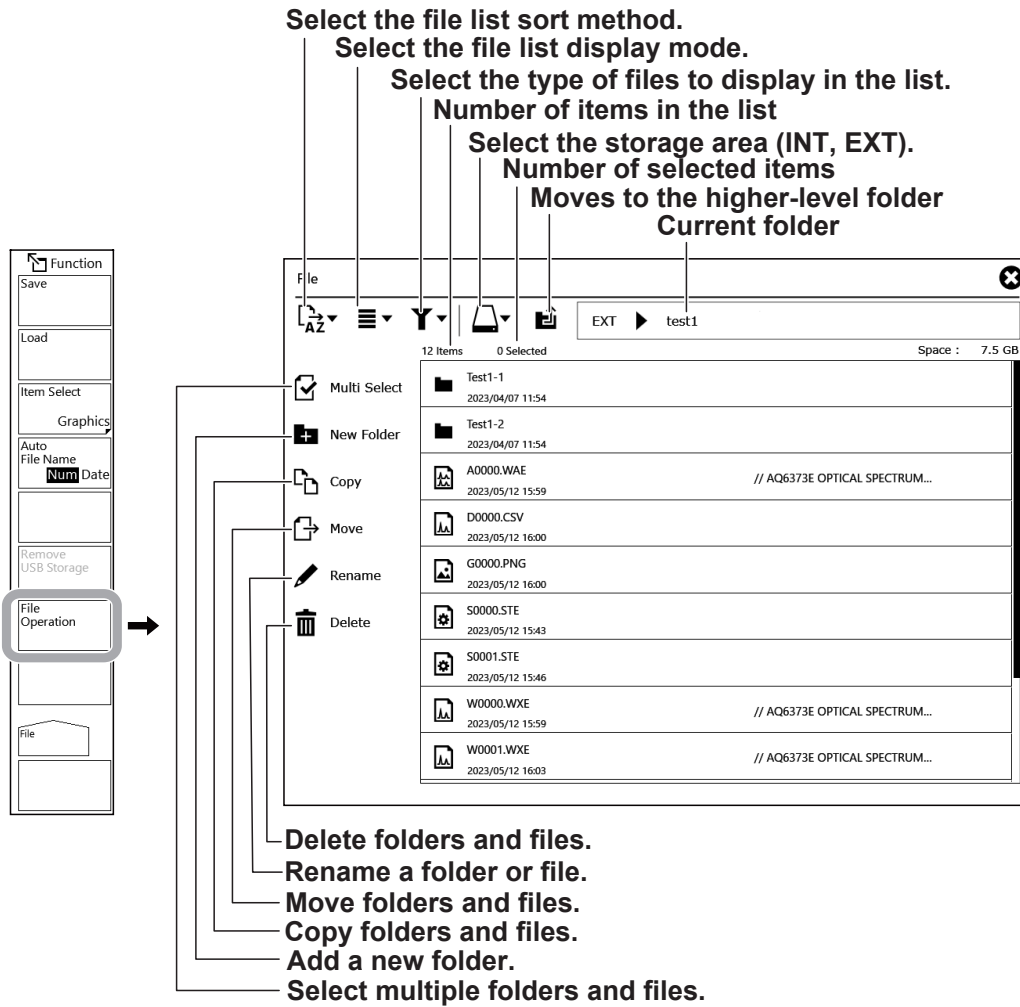 Select the file list sort method.
Select the file list display mode.
Select the type of files to display in the list.
Number of items in the list
Select the storage area (INT, EXT).
Number of selected items
Moves to the higher-level folder
Current folder
Function
Save
Load
Item Select
Graphics
Auto
File Name
Num Date
Remove
USB Storage
File
Operation
File
File
AZ
EXT test1
12 Items 0 Selected Space : 7.5 GB
Multi Select
New Folder
Copy
Move
Rename
Delete
Test1-1
2023/04/07 11:54
Test1-2
2023/04/07 11:54
A0000.WAE // AQ6373E OPTICAL SPECTRUM...
2023/05/12 15:59
D0000.CSV
2023/05/12 16:00
G0000.PNG
2023/05/12 16:00
S0000.STE
2023/05/12 15:43
S0001.STE
2023/05/12 15:46
W0000.WXE // AQ6373E OPTICAL SPECTRUM...
2023/05/12 15:59
W0001.WXE // AQ6373E OPTICAL SPECTRUM...
2023/05/12 16:03
Delete folders and files.
Rename a folder or file.
Move folders and files.
Copy folders and files.
Add a new folder.
Select multiple folders and files.